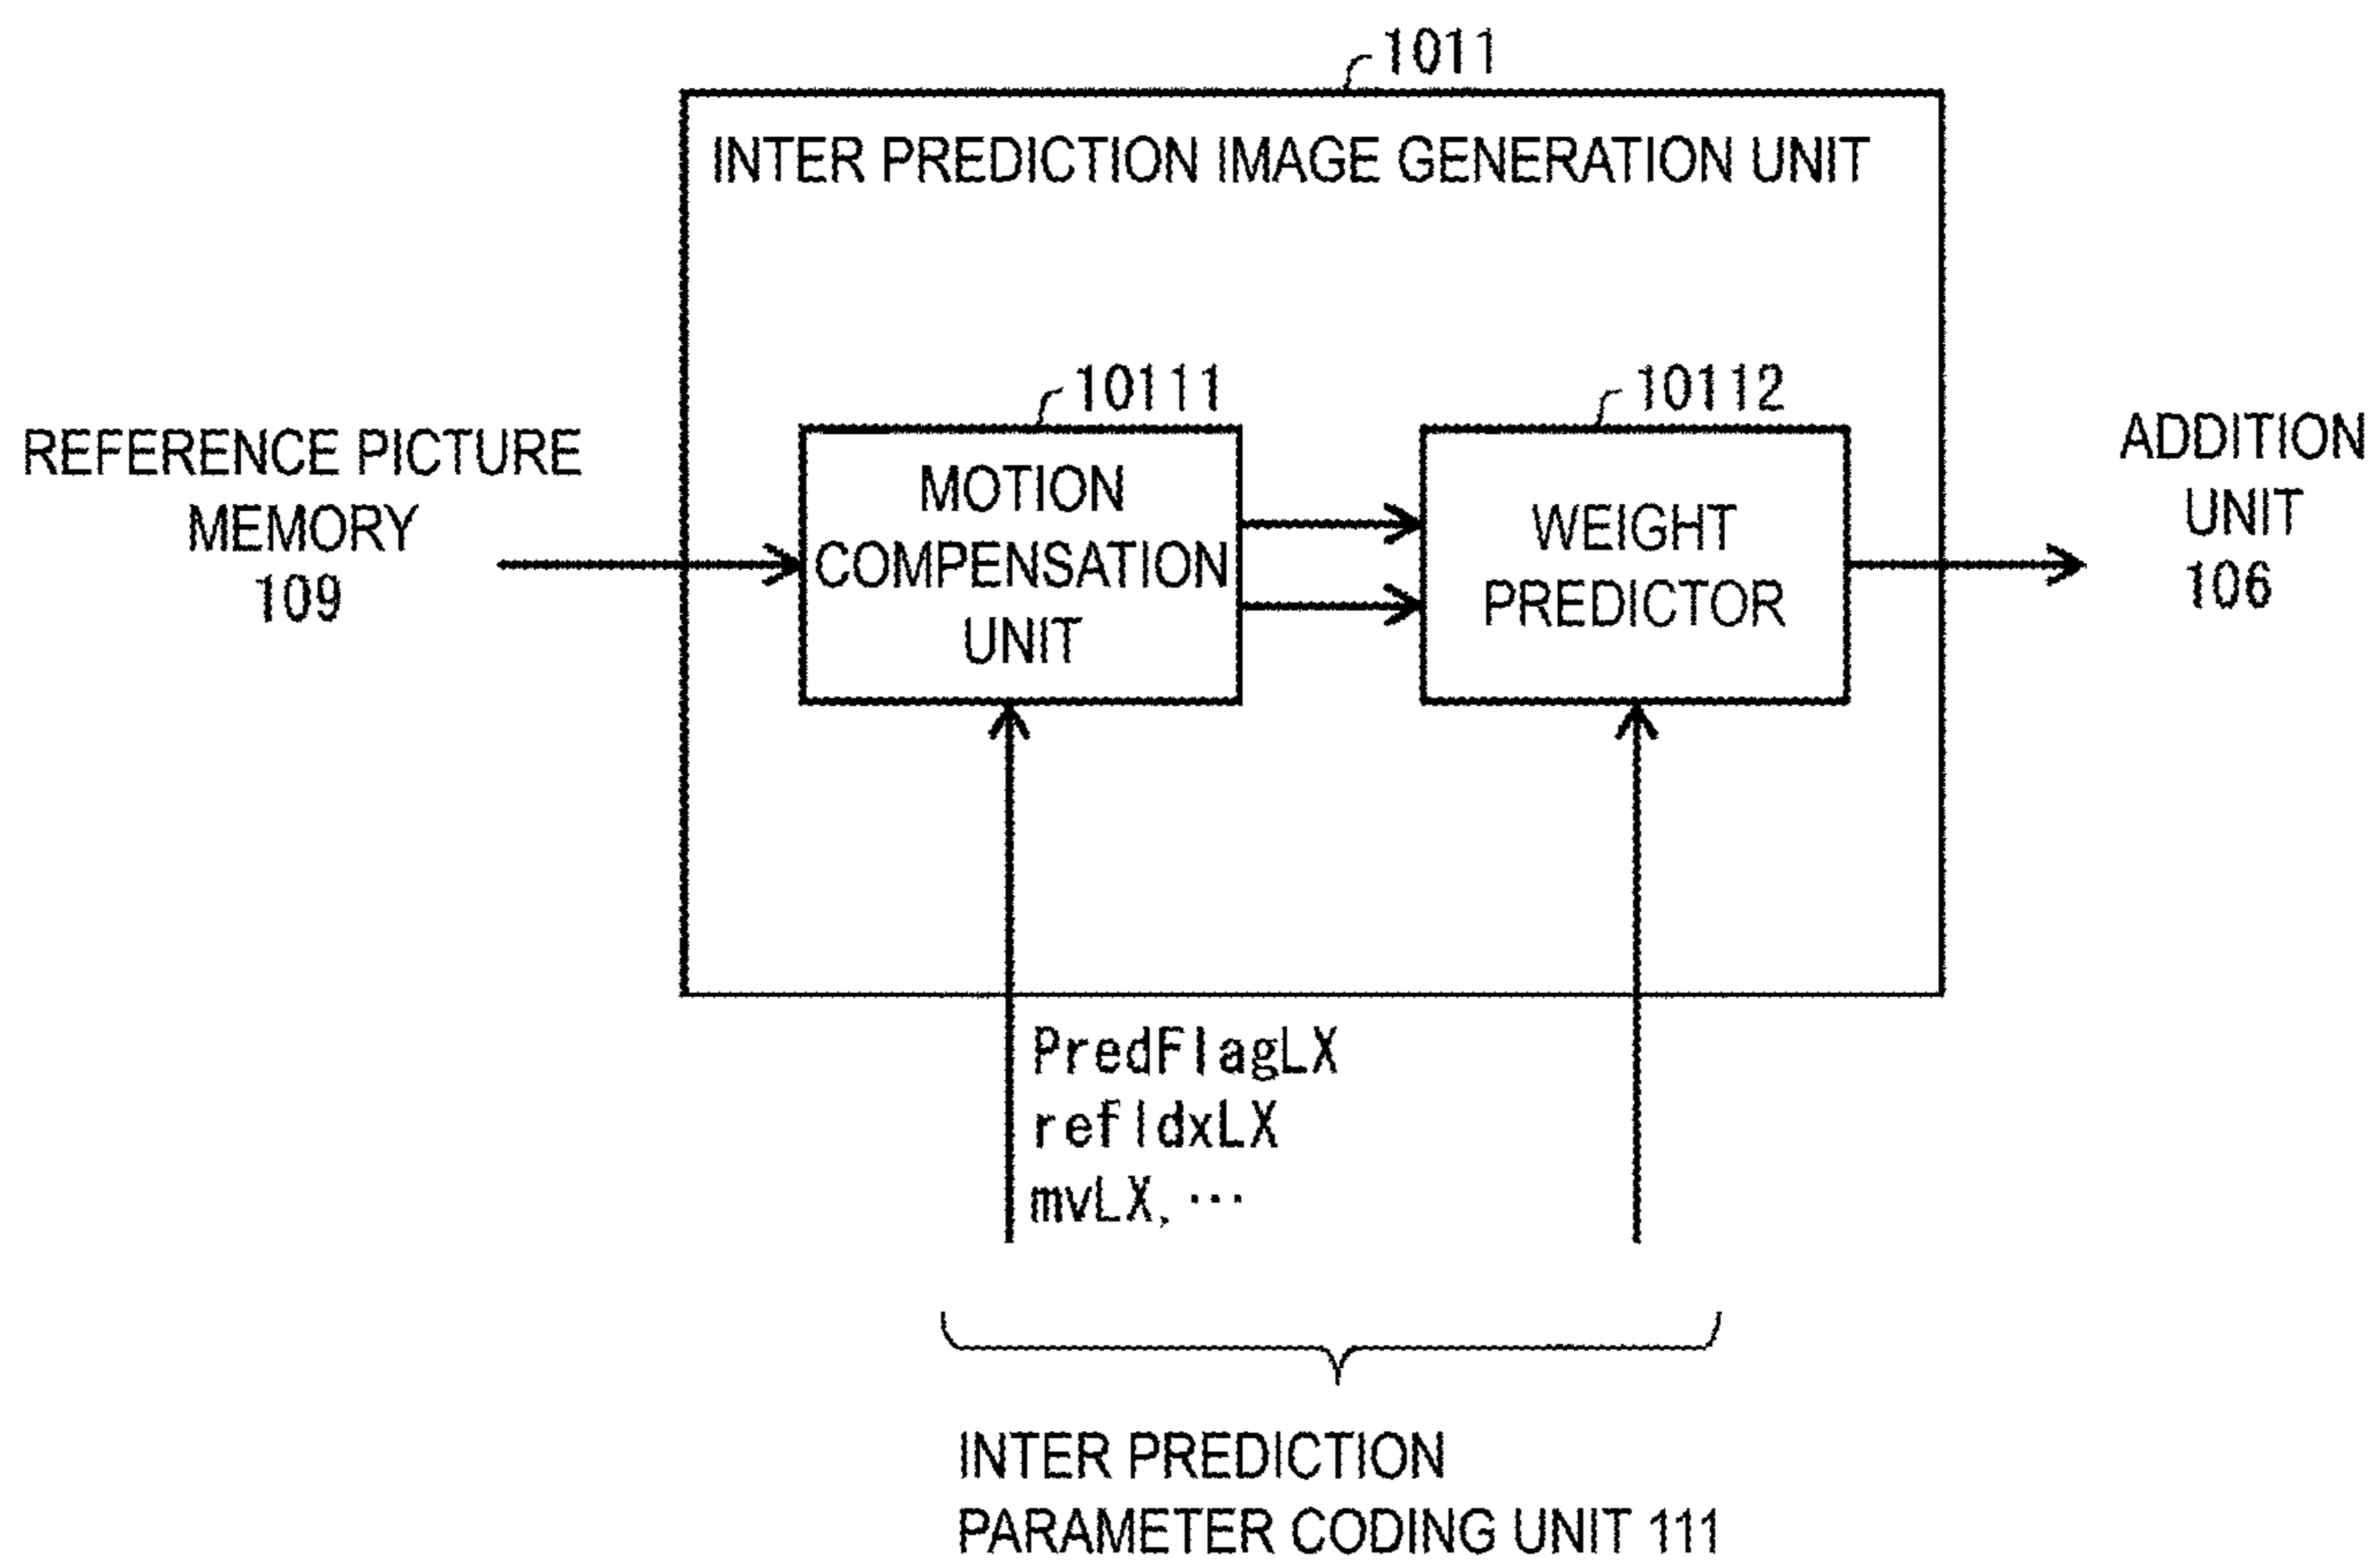 1011
INTER PREDICTION IMAGE GENERATION UNIT
REFERENCE PICTURE
MEMORY
109
10111
MOTION
COMPENSATION
UNIT
10112
WEIGHT
PREDICTOR
ADDITION
UNIT
106
PredFlagLX
refIdxLX
mvLX, ···
INTER PREDICTION
PARAMETER CODING UNIT 111